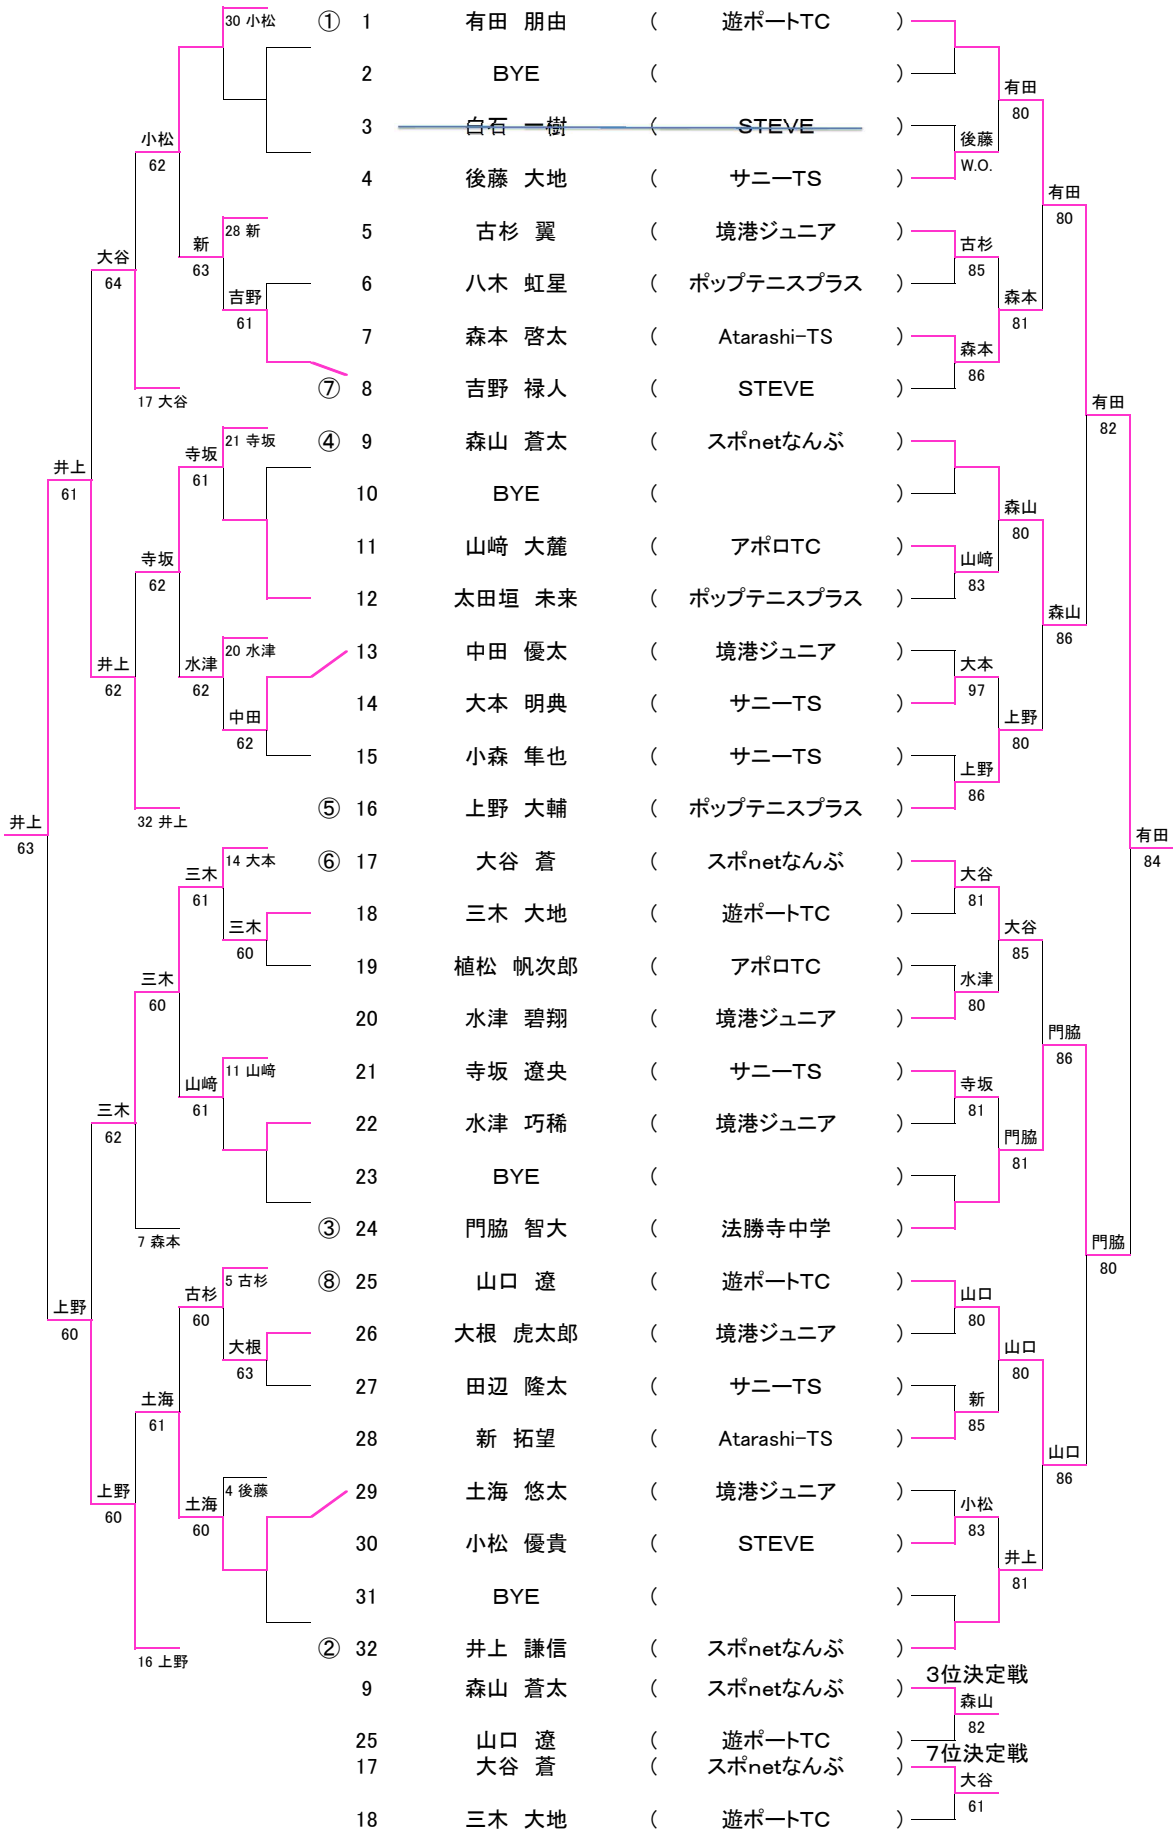 ① 1 有田 朋由 ( 遊ポートTC )
2 BYE ( )
3 白石 一樹 ( STEVE )
4 後藤 大地 ( サニーTS )
5 古杉 翼 ( 境港ジュニア )
6 八木 虹星 ( ポップテニスプラス )
7 森本 啓太 ( Atarashi-TS )
⑦ 8 吉野 禄人 ( STEVE )
④ 9 森山 蒼太 ( スポnetなんぶ )
10 BYE ( )
11 山﨑 大麓 ( アポロTC )
12 太田垣 未来 ( ポップテニスプラス )
13 中田 優太 ( 境港ジュニア )
14 大本 明典 ( サニーTS )
15 小森 隼也 ( サニーTS )
⑤ 16 上野 大輔 ( ポップテニスプラス )
⑥ 17 大谷 蒼 ( スポnetなんぶ )
18 三木 大地 ( 遊ポートTC )
19 植松 帆次郎 ( アポロTC )
20 水津 碧翔 ( 境港ジュニア )
21 寺坂 遼央 ( サニーTS )
22 水津 巧稀 ( 境港ジュニア )
23 BYE ( )
③ 24 門脇 智大 ( 法勝寺中学 )
⑧ 25 山口 遼 ( 遊ポートTC )
26 大根 虎太郎 ( 境港ジュニア )
27 田辺 隆太 ( サニーTS )
28 新 拓望 ( Atarashi-TS )
29 土海 悠太 ( 境港ジュニア )
30 小松 優貴 ( STEVE )
31 BYE ( )
② 32 井上 謙信 ( スポnetなんぶ )
3位決定戦
9 森山 蒼太 ( スポnetなんぶ )
森山
82
25 山口 遼 ( 遊ポートTC )
7位決定戦
17 大谷 蒼 ( スポnetなんぶ )
大谷
61
18 三木 大地 ( 遊ポートTC )
後藤
W.O.
古杉
85
森本
86
山﨑
83
大本
97
上野
86
大谷
81
水津
80
寺坂
81
山口
80
新
85
小松
83
有田
80
森本
81
森山
80
上野
80
大谷
85
門脇
81
山口
80
井上
81
有田
80
森山
86
門脇
86
山口
86
有田
82
門脇
80
有田
84
30 小松
28 新
吉野
61
21 寺坂
20 水津
中田
62
14 大本
三木
60
11 山﨑
5 古杉
大根
63
4 後藤
新
63
寺坂
61
水津
62
三木
61
山﨑
61
古杉
60
土海
60
小松
62
17 大谷
寺坂
62
32 井上
三木
60
7 森本
土海
61
16 上野
大谷
64
井上
62
三木
62
上野
60
井上
61
上野
60
井上
63